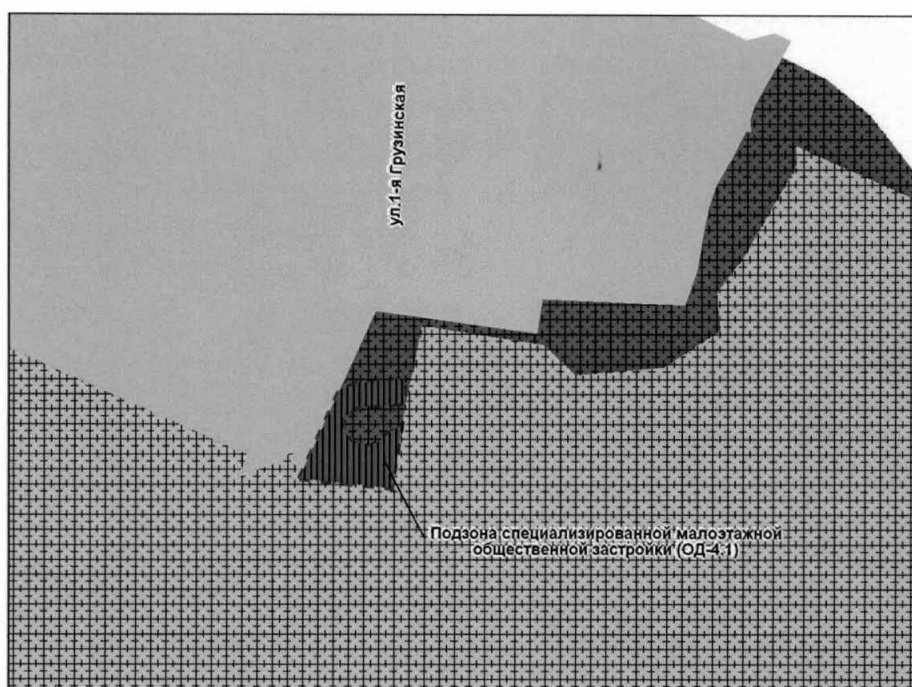 ул.1-я Грузинская
Подзона специализированной малоэтажной
общественной застройки (ОД-4.1)